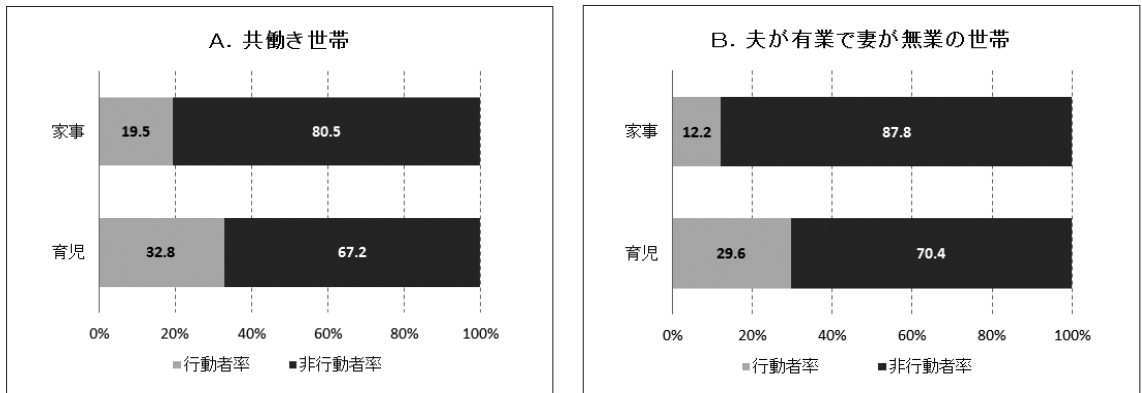 A. 共働き世帯
家事
19.5
80.5
育児
32.8
67.2
0%
20%
40%
60%
80%
100%
■行動者率
■非行動者率
B. 夫が有業で妻が無業の世帯
家事
12.2
87.8
育児
29.6
70.4
0%
20%
40%
60%
80%
100%
■行動者率
■非行動者率